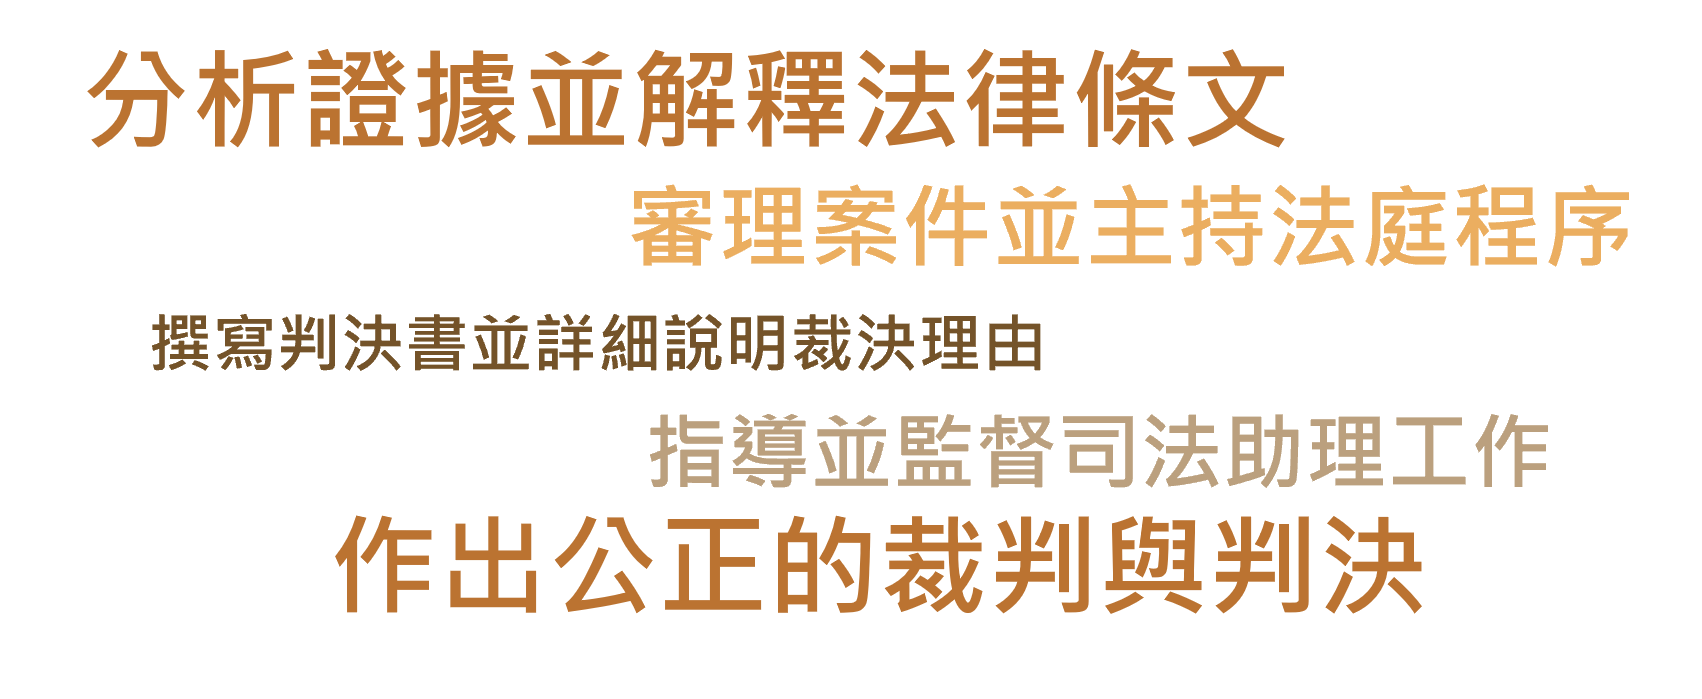 分析證據並解釋法律條文
審理案件並主持法庭程序
撰寫判決書並詳細說明裁決理由
指導並監督司法助理工作
作出公正的裁判與判決